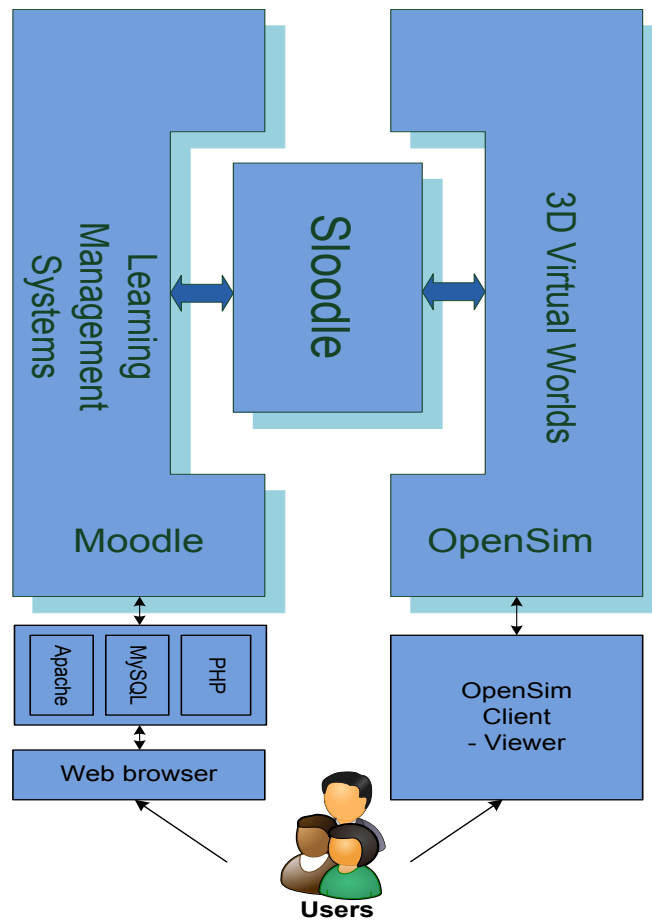 Learning
Management
Systems
Moodle
Sloodle
3D Virtual Worlds
OpenSim
Apache
MySQL
PHP
Web browser
OpenSim
Client
- Viewer
Users